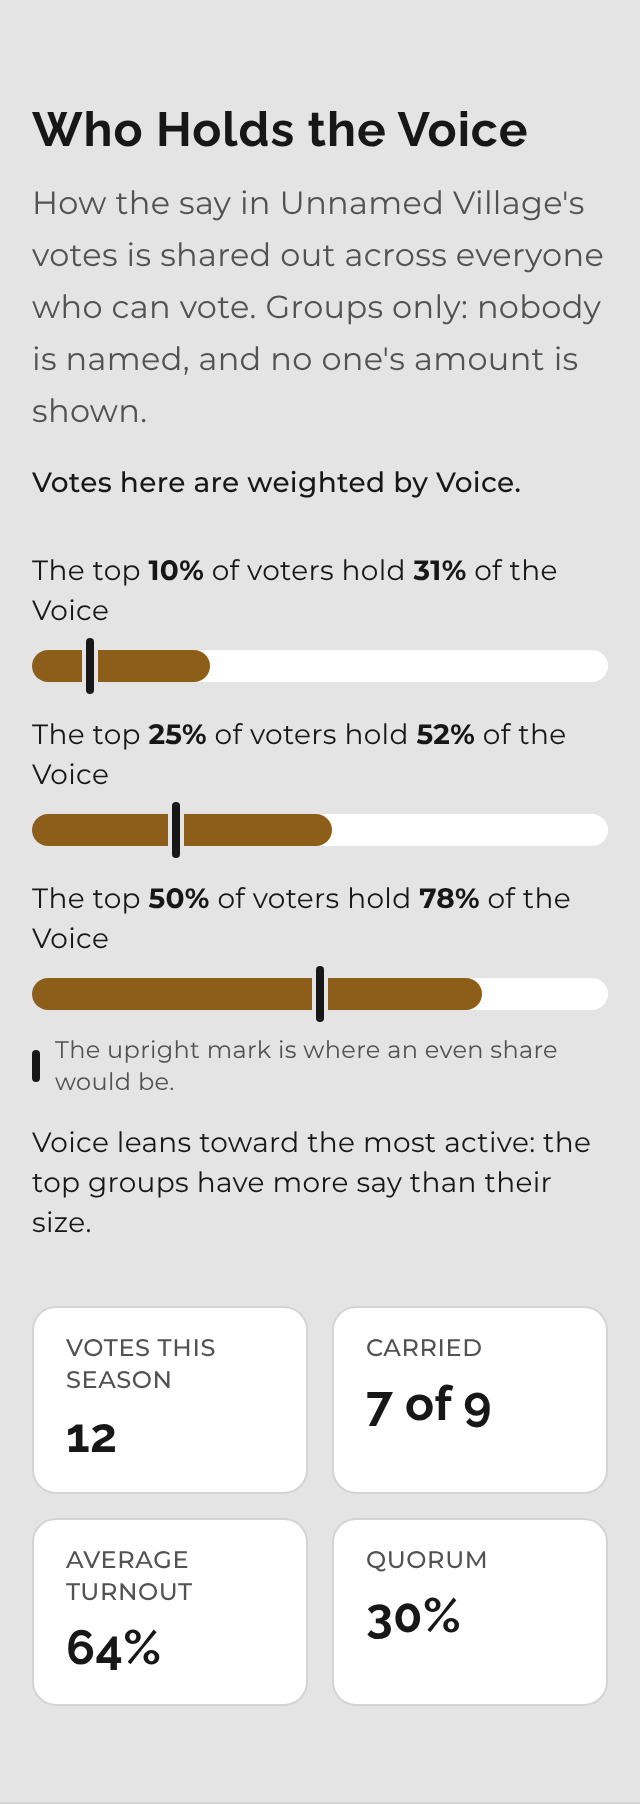 Who Holds the Voice
How the say in Unnamed Village's
votes is shared out across everyone
who can vote. Groups only: nobody
is named, and no one's amount is
shown.
Votes here are weighted by Voice.
The top 10% of voters hold 31% of the
Voice
The top 25% of voters hold 52% of the
Voice
The top 50% of voters hold 78% of the
Voice
The upright mark is where an even share
would be.
Voice leans toward the most active: the
top groups have more say than their
size.
VOTES THIS
SEASON
12
CARRIED
7 of 9
AVERAGE
TURNOUT
64%
QUORUM
30%